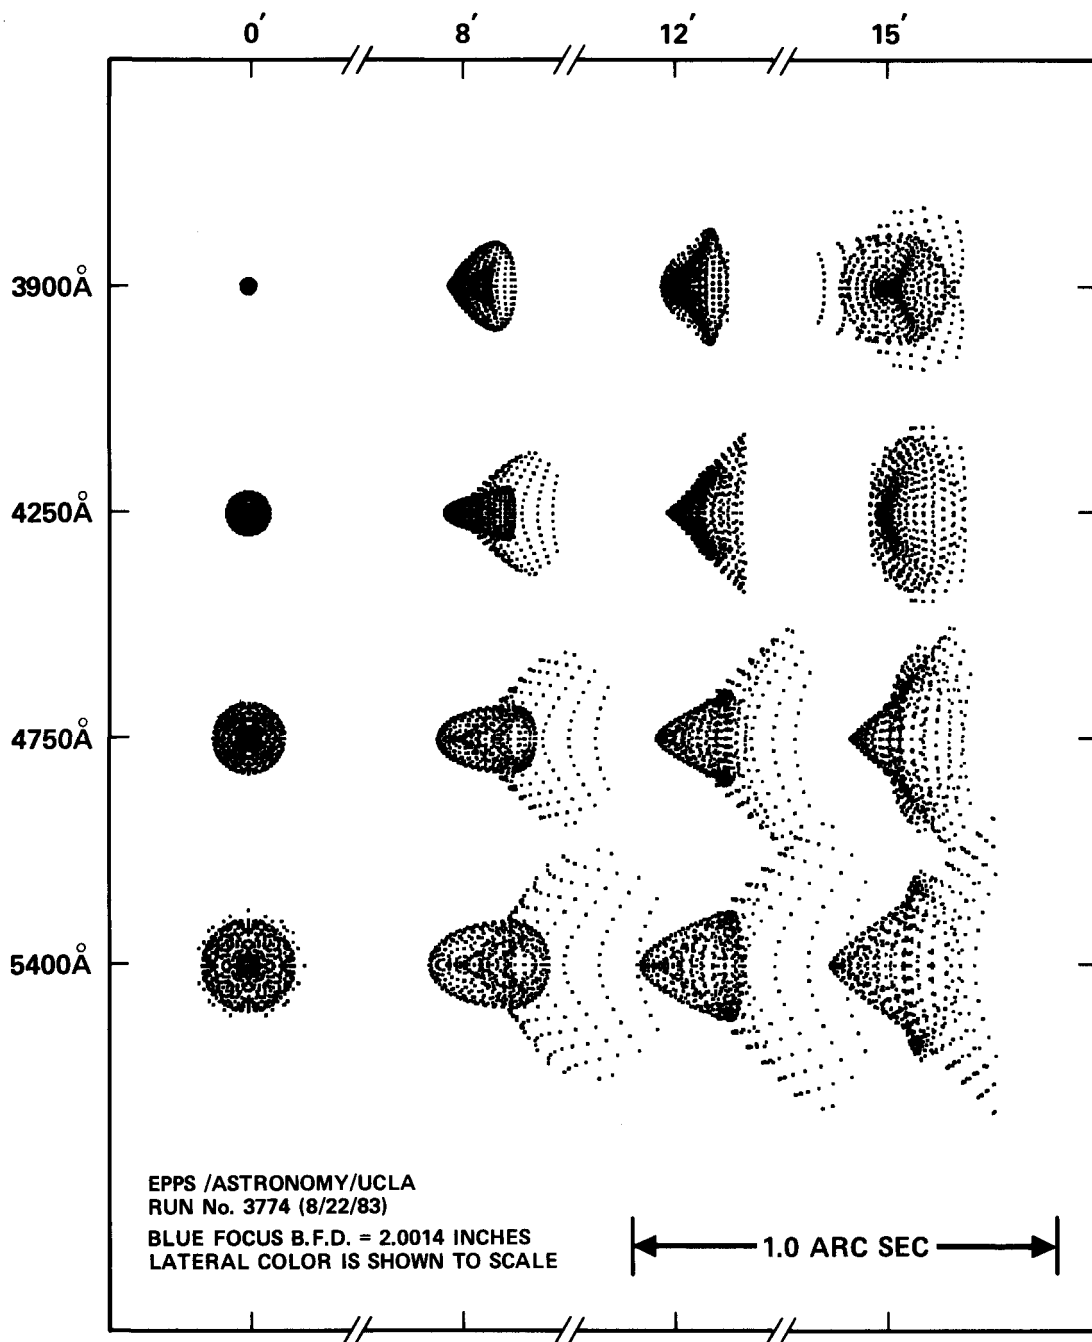 0′ 8′ 12′ 15′
3900Å
4250Å
4750Å
5400Å
EPPS /ASTRONOMY/UCLA
RUN No. 3774 (8/22/83)
BLUE FOCUS B.F.D. = 2.0014 INCHES
LATERAL COLOR IS SHOWN TO SCALE
1.0 ARC SEC